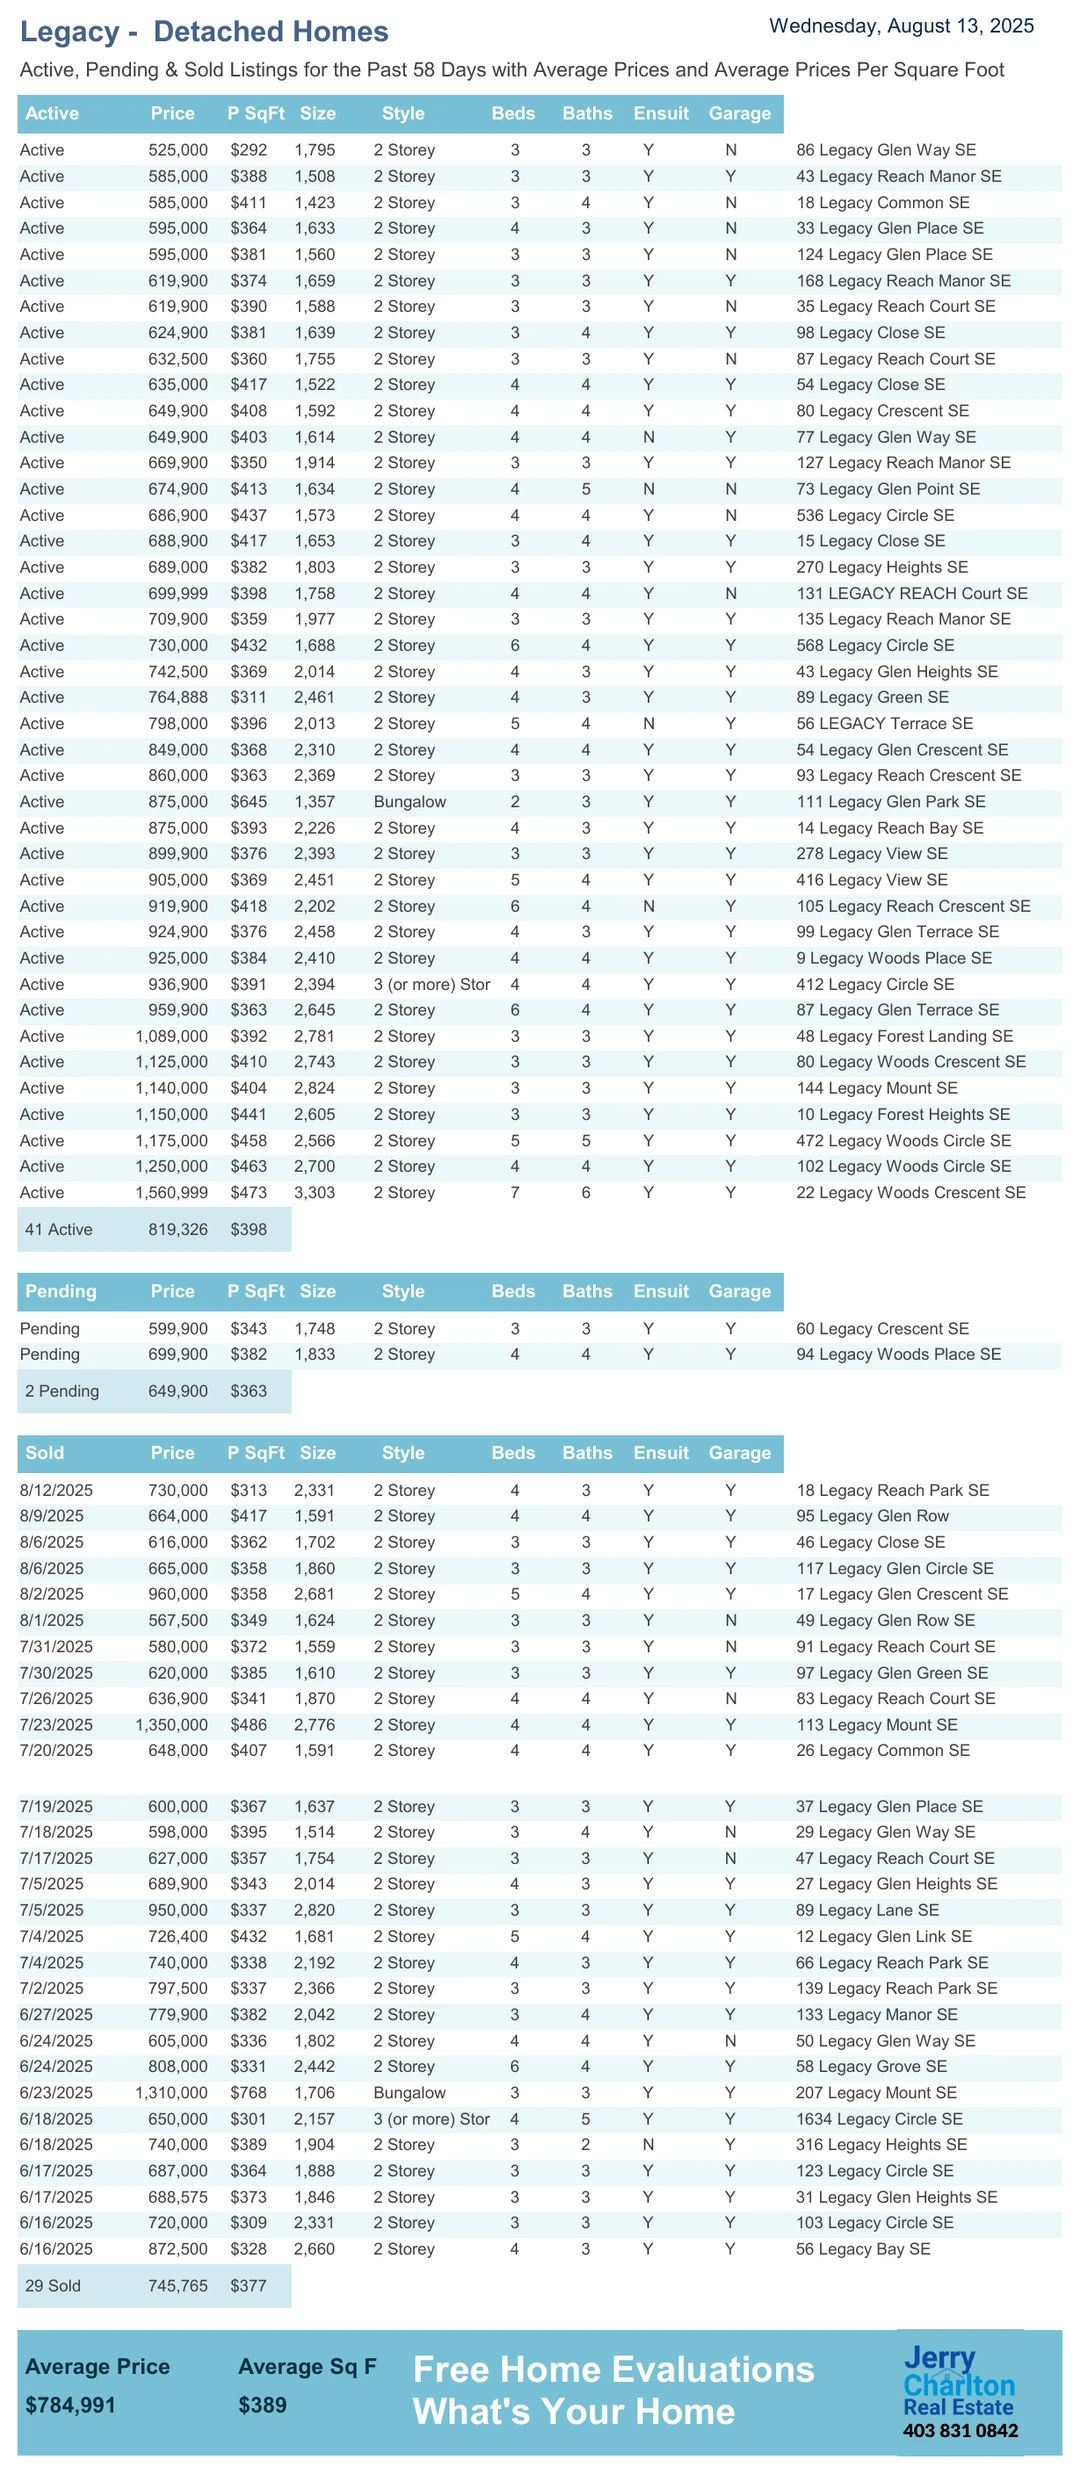 Legacy -  Detached Homes
Wednesday, August 13, 2025
Active, Pending & Sold Listings for the Past 58 Days with Average Prices and Average Prices Per Square Foot
Active Price P SqFt Size Style Beds Baths Ensuit Garage
Active 525,000 $292 1,795 2 Storey 3 3 Y N 86 Legacy Glen Way SE
Active 585,000 $388 1,508 2 Storey 3 3 Y Y 43 Legacy Reach Manor SE
Active 585,000 $411 1,423 2 Storey 3 4 Y N 18 Legacy Common SE
Active 595,000 $364 1,633 2 Storey 4 3 Y N 33 Legacy Glen Place SE
Active 595,000 $381 1,560 2 Storey 3 3 Y N 124 Legacy Glen Place SE
Active 619,900 $374 1,659 2 Storey 3 3 Y Y 168 Legacy Reach Manor SE
Active 619,900 $390 1,588 2 Storey 3 3 Y N 35 Legacy Reach Court SE
Active 624,900 $381 1,639 2 Storey 3 4 Y Y 98 Legacy Close SE
Active 632,500 $360 1,755 2 Storey 3 3 Y N 87 Legacy Reach Court SE
Active 635,000 $417 1,522 2 Storey 4 4 Y Y 54 Legacy Close SE
Active 649,900 $408 1,592 2 Storey 4 4 Y Y 80 Legacy Crescent SE
Active 649,900 $403 1,614 2 Storey 4 4 N Y 77 Legacy Glen Way SE
Active 669,900 $350 1,914 2 Storey 3 3 Y Y 127 Legacy Reach Manor SE
Active 674,900 $413 1,634 2 Storey 4 5 N N 73 Legacy Glen Point SE
Active 686,900 $437 1,573 2 Storey 4 4 Y N 536 Legacy Circle SE
Active 688,900 $417 1,653 2 Storey 3 4 Y Y 15 Legacy Close SE
Active 689,000 $382 1,803 2 Storey 3 3 Y Y 270 Legacy Heights SE
Active 699,999 $398 1,758 2 Storey 4 4 Y N 131 LEGACY REACH Court SE
Active 709,900 $359 1,977 2 Storey 3 3 Y Y 135 Legacy Reach Manor SE
Active 730,000 $432 1,688 2 Storey 6 4 Y Y 568 Legacy Circle SE
Active 742,500 $369 2,014 2 Storey 4 3 Y Y 43 Legacy Glen Heights SE
Active 764,888 $311 2,461 2 Storey 4 3 Y Y 89 Legacy Green SE
Active 798,000 $396 2,013 2 Storey 5 4 N Y 56 LEGACY Terrace SE
Active 849,000 $368 2,310 2 Storey 4 4 Y Y 54 Legacy Glen Crescent SE
Active 860,000 $363 2,369 2 Storey 3 3 Y Y 93 Legacy Reach Crescent SE
Active 875,000 $645 1,357 Bungalow 2 3 Y Y 111 Legacy Glen Park SE
Active 875,000 $393 2,226 2 Storey 4 3 Y Y 14 Legacy Reach Bay SE
Active 899,900 $376 2,393 2 Storey 3 3 Y Y 278 Legacy View SE
Active 905,000 $369 2,451 2 Storey 5 4 Y Y 416 Legacy View SE
Active 919,900 $418 2,202 2 Storey 6 4 N Y 105 Legacy Reach Crescent SE
Active 924,900 $376 2,458 2 Storey 4 3 Y Y 99 Legacy Glen Terrace SE
Active 925,000 $384 2,410 2 Storey 4 4 Y Y 9 Legacy Woods Place SE
Active 936,900 $391 2,394 3 (or more) Stor 4 4 Y Y 412 Legacy Circle SE
Active 959,900 $363 2,645 2 Storey 6 4 Y Y 87 Legacy Glen Terrace SE
Active 1,089,000 $392 2,781 2 Storey 3 3 Y Y 48 Legacy Forest Landing SE
Active 1,125,000 $410 2,743 2 Storey 3 3 Y Y 80 Legacy Woods Crescent SE
Active 1,140,000 $404 2,824 2 Storey 3 3 Y Y 144 Legacy Mount SE
Active 1,150,000 $441 2,605 2 Storey 3 3 Y Y 10 Legacy Forest Heights SE
Active 1,175,000 $458 2,566 2 Storey 5 5 Y Y 472 Legacy Woods Circle SE
Active 1,250,000 $463 2,700 2 Storey 4 4 Y Y 102 Legacy Woods Circle SE
Active 1,560,999 $473 3,303 2 Storey 7 6 Y Y 22 Legacy Woods Crescent SE
41 Active 819,326 $398
Pending Price P SqFt Size Style Beds Baths Ensuit Garage
Pending 599,900 $343 1,748 2 Storey 3 3 Y Y 60 Legacy Crescent SE
Pending 699,900 $382 1,833 2 Storey 4 4 Y Y 94 Legacy Woods Place SE
2 Pending 649,900 $363
Sold Price P SqFt Size Style Beds Baths Ensuit Garage
8/12/2025 730,000 $313 2,331 2 Storey 4 3 Y Y 18 Legacy Reach Park SE
8/9/2025 664,000 $417 1,591 2 Storey 4 4 Y Y 95 Legacy Glen Row
8/6/2025 616,000 $362 1,702 2 Storey 3 3 Y Y 46 Legacy Close SE
8/6/2025 665,000 $358 1,860 2 Storey 3 3 Y Y 117 Legacy Glen Circle SE
8/2/2025 960,000 $358 2,681 2 Storey 5 4 Y Y 17 Legacy Glen Crescent SE
8/1/2025 567,500 $349 1,624 2 Storey 3 3 Y N 49 Legacy Glen Row SE
7/31/2025 580,000 $372 1,559 2 Storey 3 3 Y N 91 Legacy Reach Court SE
7/30/2025 620,000 $385 1,610 2 Storey 3 3 Y Y 97 Legacy Glen Green SE
7/26/2025 636,900 $341 1,870 2 Storey 4 4 Y N 83 Legacy Reach Court SE
7/23/2025 1,350,000 $486 2,776 2 Storey 4 4 Y Y 113 Legacy Mount SE
7/20/2025 648,000 $407 1,591 2 Storey 4 4 Y Y 26 Legacy Common SE
7/19/2025 600,000 $367 1,637 2 Storey 3 3 Y Y 37 Legacy Glen Place SE
7/18/2025 598,000 $395 1,514 2 Storey 3 4 Y N 29 Legacy Glen Way SE
7/17/2025 627,000 $357 1,754 2 Storey 3 3 Y N 47 Legacy Reach Court SE
7/5/2025 689,900 $343 2,014 2 Storey 4 3 Y Y 27 Legacy Glen Heights SE
7/5/2025 950,000 $337 2,820 2 Storey 3 3 Y Y 89 Legacy Lane SE
7/4/2025 726,400 $432 1,681 2 Storey 5 4 Y Y 12 Legacy Glen Link SE
7/4/2025 740,000 $338 2,192 2 Storey 4 3 Y Y 66 Legacy Reach Park SE
7/2/2025 797,500 $337 2,366 2 Storey 3 3 Y Y 139 Legacy Reach Park SE
6/27/2025 779,900 $382 2,042 2 Storey 3 4 Y Y 133 Legacy Manor SE
6/24/2025 605,000 $336 1,802 2 Storey 4 4 Y N 50 Legacy Glen Way SE
6/24/2025 808,000 $331 2,442 2 Storey 6 4 Y Y 58 Legacy Grove SE
6/23/2025 1,310,000 $768 1,706 Bungalow 3 3 Y Y 207 Legacy Mount SE
6/18/2025 650,000 $301 2,157 3 (or more) Stor 4 5 Y Y 1634 Legacy Circle SE
6/18/2025 740,000 $389 1,904 2 Storey 3 2 N Y 316 Legacy Heights SE
6/17/2025 687,000 $364 1,888 2 Storey 3 3 Y Y 123 Legacy Circle SE
6/17/2025 688,575 $373 1,846 2 Storey 3 3 Y Y 31 Legacy Glen Heights SE
6/16/2025 720,000 $309 2,331 2 Storey 3 3 Y Y 103 Legacy Circle SE
6/16/2025 872,500 $328 2,660 2 Storey 4 3 Y Y 56 Legacy Bay SE
29 Sold 745,765 $377
Average Price Average Sq F
$784,991 $389
Free Home Evaluations
What's Your Home
Jerry
Charlton
Real Estate
403 831 0842